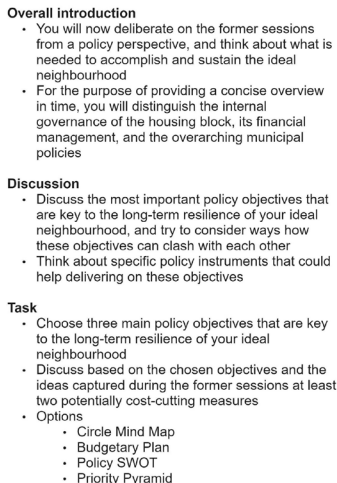 Overall introduction
• You will now deliberate on the former sessions
from a policy perspective, and think about what is
needed to accomplish and sustain the ideal
neighbourhood
• For the purpose of providing a concise overview
in time, you will distinguish the internal
governance of the housing block, its financial
management, and the overarching municipal
policies
Discussion
• Discuss the most important policy objectives that
are key to the long-term resilience of your ideal
neighbourhood, and try to consider ways how
these objectives can clash with each other
• Think about specific policy instruments that could
help delivering on these objectives
Task
• Choose three main policy objectives that are key
to the long-term resilience of your ideal
neighbourhood
• Discuss based on the chosen objectives and the
ideas captured during the former sessions at least
two potentially cost-cutting measures
• Options
• Circle Mind Map
• Budgetary Plan
• Policy SWOT
• Priority Pyramid